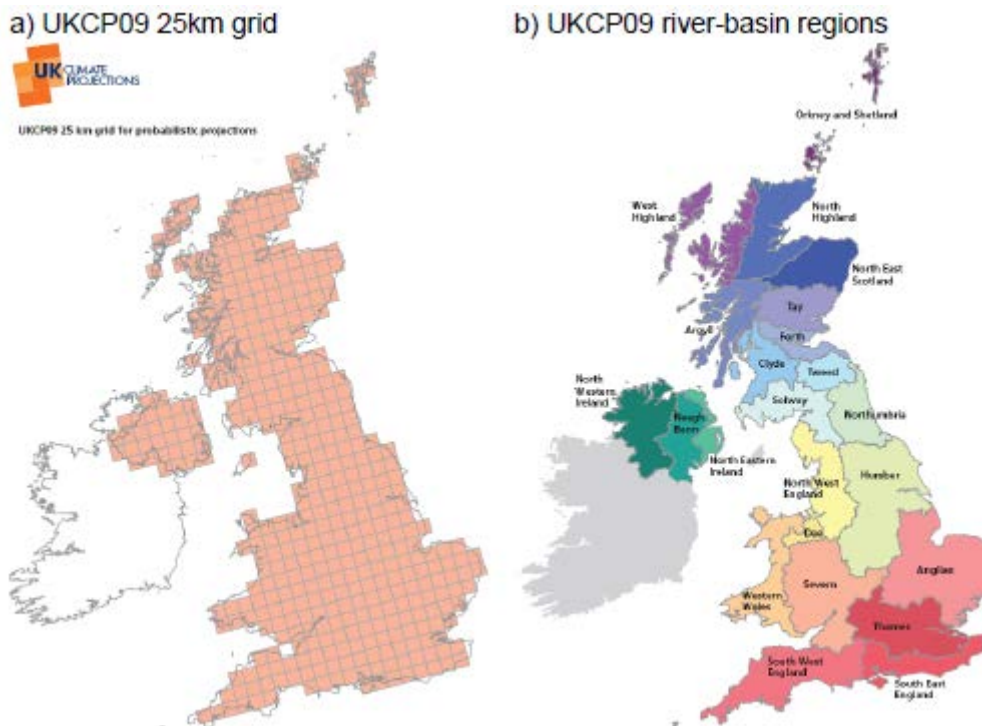 a) UKCP09 25km grid
b) UKCP09 river-basin regions
UK CLIMATE
PROJECTIONS
UKCP09 25 km grid for probabilistic projections
Orkney and Shetland
West
Highland
North
Highland
North East
Scotland
Tay
Argyll
Forth
Clyde
Tweed
Solway
Northumbria
North
Western
Ireland
Neagh
Bann
North Eastern
Ireland
North West
England
Humber
Dee
Anglian
Severn
Western
Wales
Thames
South West
England
South East
England